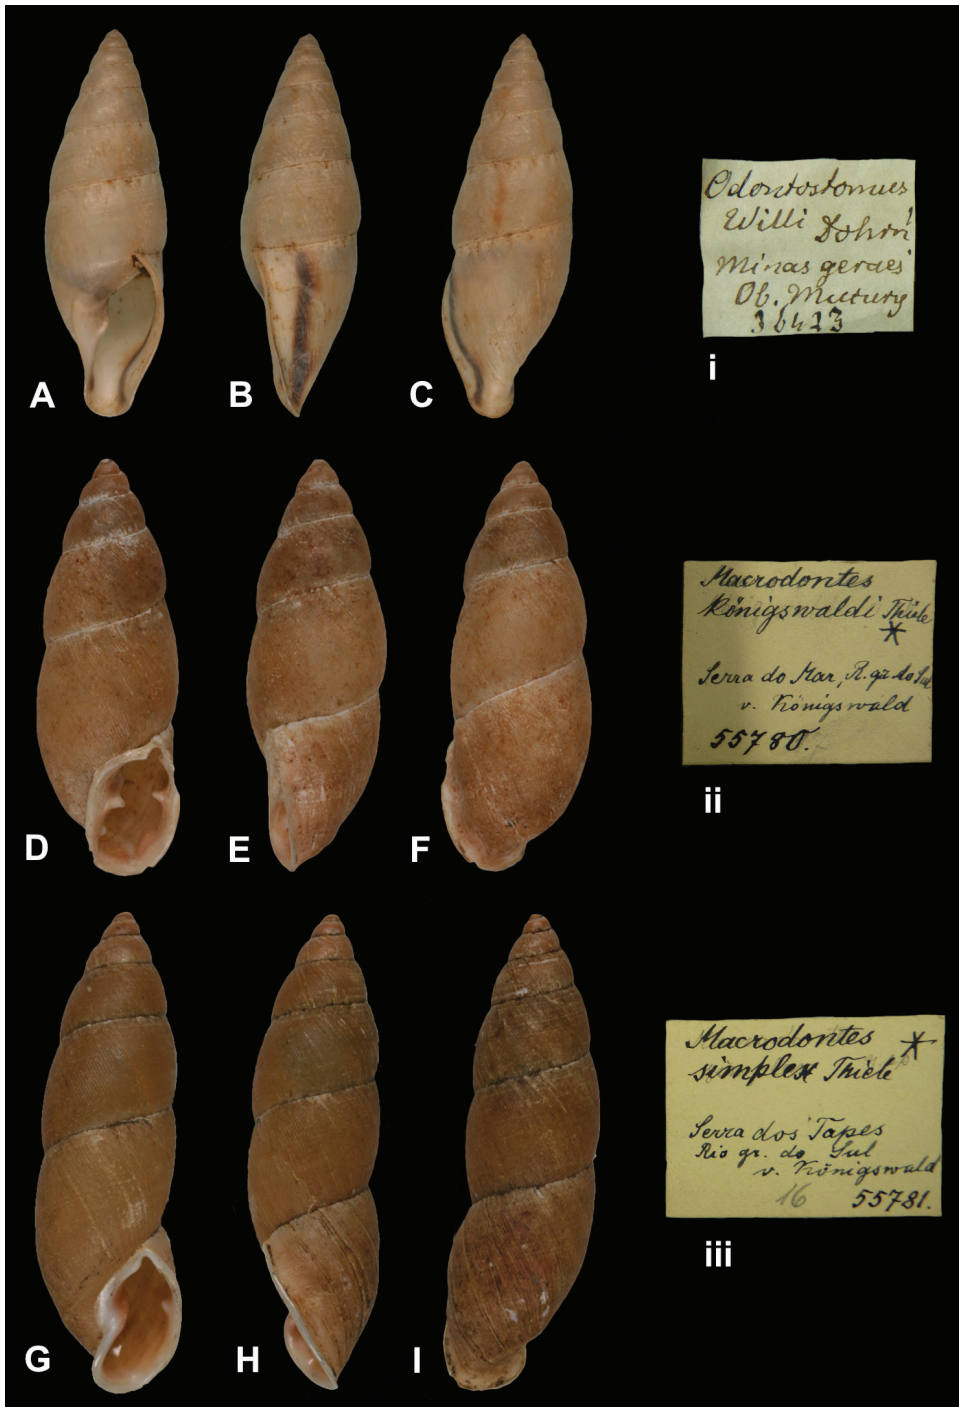 A
B
C
Odontostomus
Willi Dohrn
Minas geraes
Ob.
36423
i
D
E
F
Macrodontes
königswaldi Thiele
*
Serra do Mar, R. gr. do Sul
v. Königswald
55780.
ii
G
H
I
Macrodontes *
simplex Thiele
Serra dos Tapes
Rio gr. do Sul
v. Königswald
16 55781.
iii